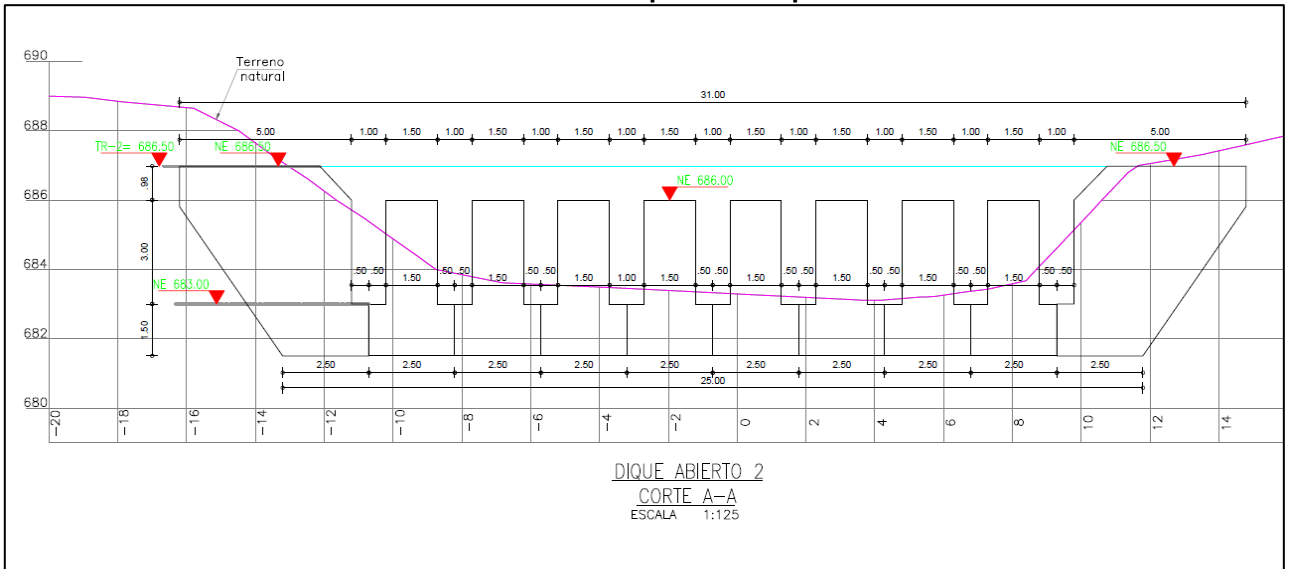 690
Terreno
natural
31.00
688
5.00 1.00 1.50 1.00 1.50 1.00 1.50 1.00 1.50 1.00 1.50 1.00 1.50 1.00 1.50 1.00 1.50 1.00 5.00
TR-2= 686.50 NE 686.50 NE 686.50
.98
NE 686.00
686
3.00
684
.50 .50 1.50 .50 .50 1.50 .50 .50 1.50 1.00 1.50 .50 .50 1.50 .50 .50 1.50 .50 .50 1.50 .50 .50 1.50 .50 .50
NE 683.00
1.50
682
2.50 2.50 2.50 2.50 2.50 2.50 2.50 2.50 2.50 2.50
25.00
680
-20 -18 -16 -14 -12 -10 -8 -6 -4 -2 0 2 4 6 8 10 12 14
DIQUE ABIERTO 2
CORTE A-A
ESCALA 1:125